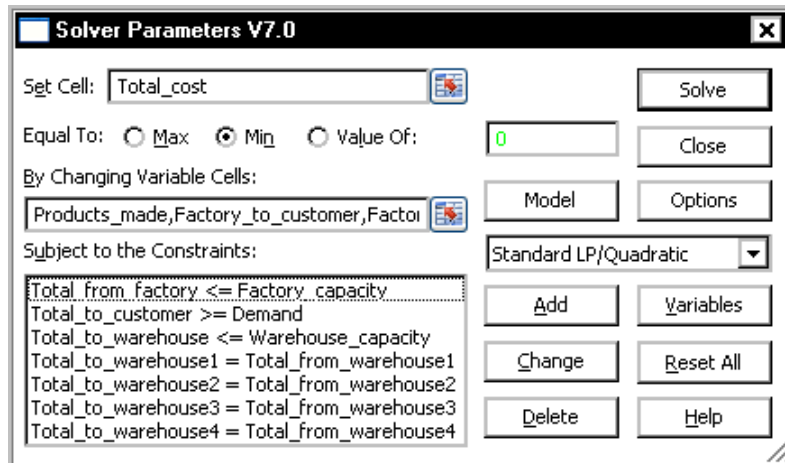 Solver Parameters V7.0
Set Cell: Total_cost
Solve
Equal To: Max Min Value Of: 0
Close
By Changing Variable Cells:
Products_made,Factory_to_customer,Factor
Model
Options
Subject to the Constraints:
Standard LP/Quadratic
Total_from_factory <= Factory_capacity
Total_to_customer >= Demand
Total_to_warehouse <= Warehouse_capacity
Total_to_warehouse1 = Total_from_warehouse1
Total_to_warehouse2 = Total_from_warehouse2
Total_to_warehouse3 = Total_from_warehouse3
Total_to_warehouse4 = Total_from_warehouse4
Add
Variables
Change
Reset All
Delete
Help